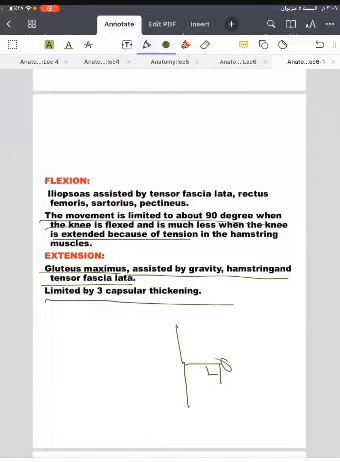 Annotate
Edit PDF
Insert
Anato...:Lec 4
Anato...:lec4
Anatomy:lec5
Anato...:Lec6
Anato...:Lec6-1
FLEXION:
Iliopsoas assisted by tensor fascia lata, rectus
femoris, sartorius, pectineus.
The movement is limited to about 90 degree when
the knee is flexed and is much less when the knee
is extended because of tension in the hamstring
muscles.
EXTENSION:
Gluteus maximus, assisted by gravity, hamstringand
tensor fascia lata.
Limited by 3 capsular thickening.